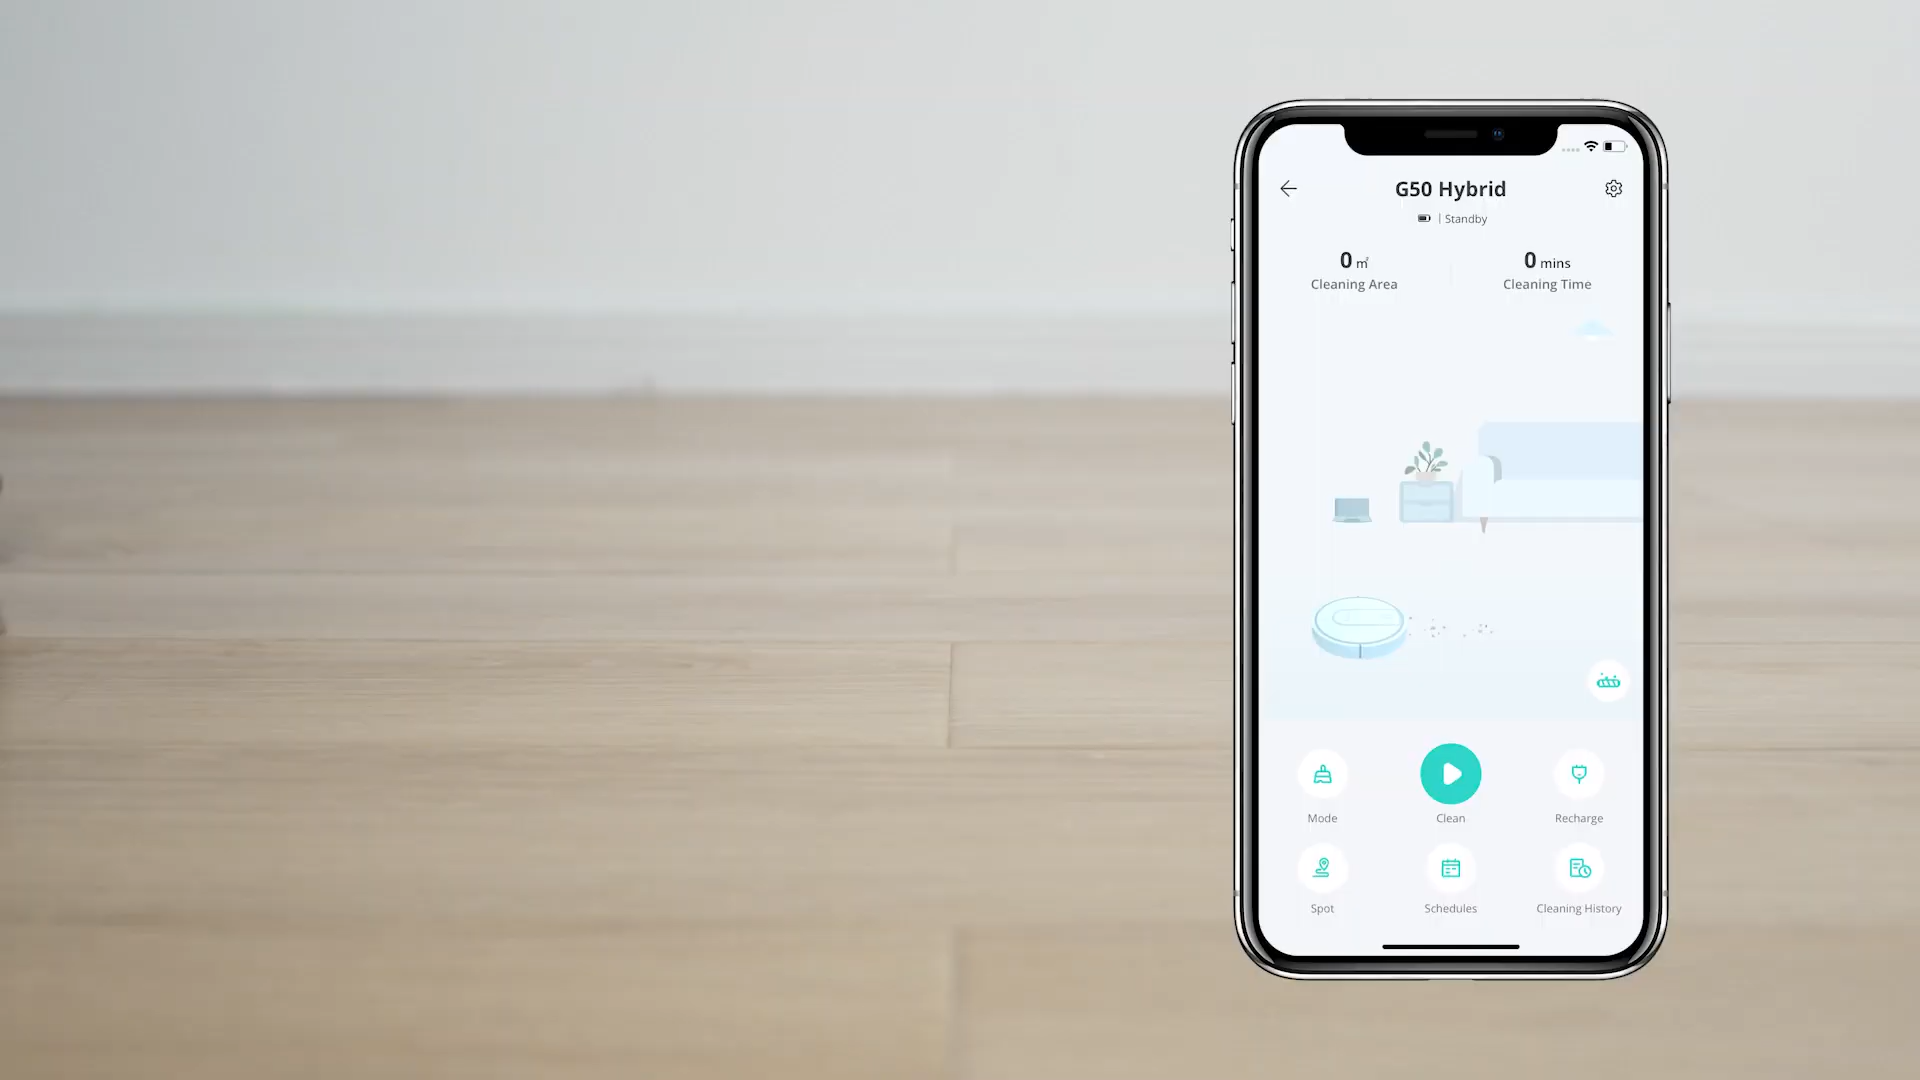 G50 Hybrid
| Standby
0 ㎡
0 mins
Cleaning Area
Cleaning Time
Mode
Clean
Recharge
Spot
Schedules
Cleaning History